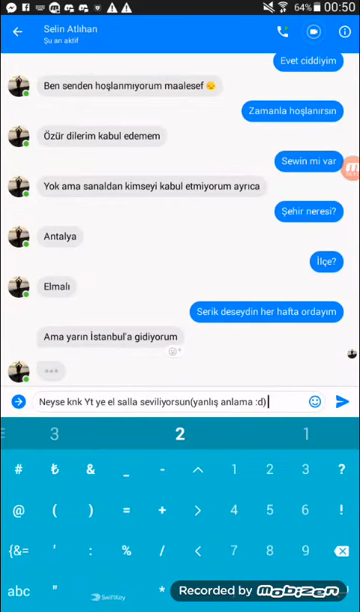 64% 00:50
Selin Atlıhan
Şu an aktif
Evet ciddiyim
Ben senden hoşlanmıyorum maalesef 😞
Zamanla hoşlanırsın
Özür dilerim kabul edemem
Sewin mi var
Yok ama sanaldan kimseyi kabul etmiyorum ayrıca
Şehir neresi?
Antalya
İlçe?
Elmalı
Serik deseydin her hafta ordayım
Ama yarın İstanbul'a gidiyorum
Neyse knk Yt ye el salla seviliyorsun(yanlış anlama :d)
3 2 1
# ₺ & _ - ^ 1 2 3 ?
@ ( ) = + > 4 5 6 !
{&= ' : % / < 7 8 9
abc " SwiftKey *
Recorded by mobizen